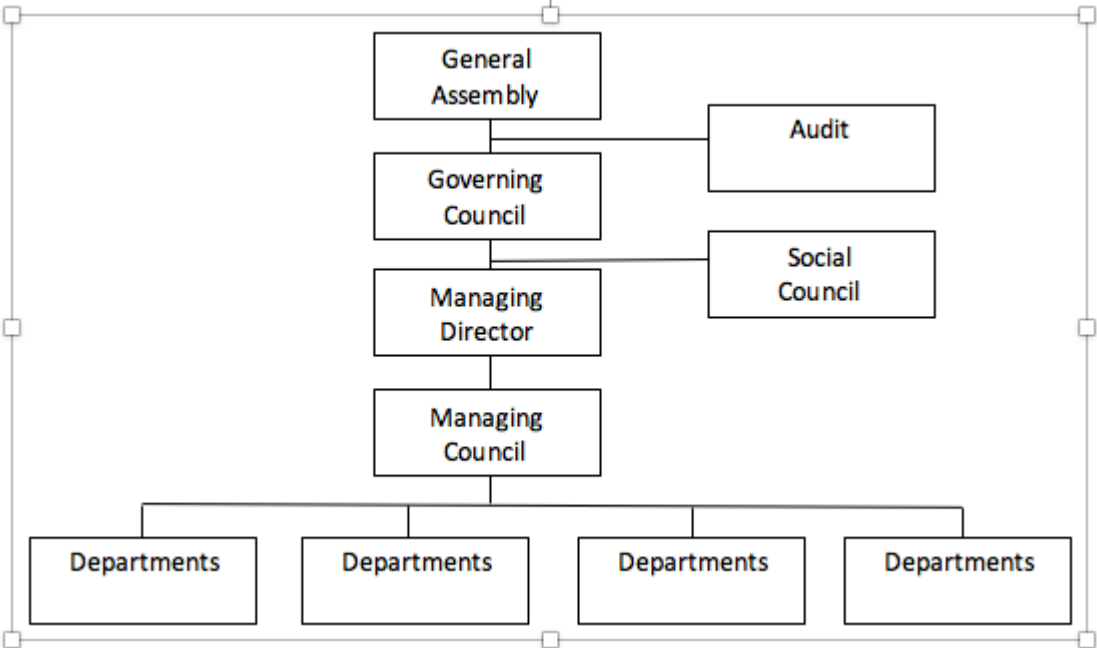 General
Assembly
Audit
Governing
Council
Social
Council
Managing
Director
Managing
Council
Departments
Departments
Departments
Departments